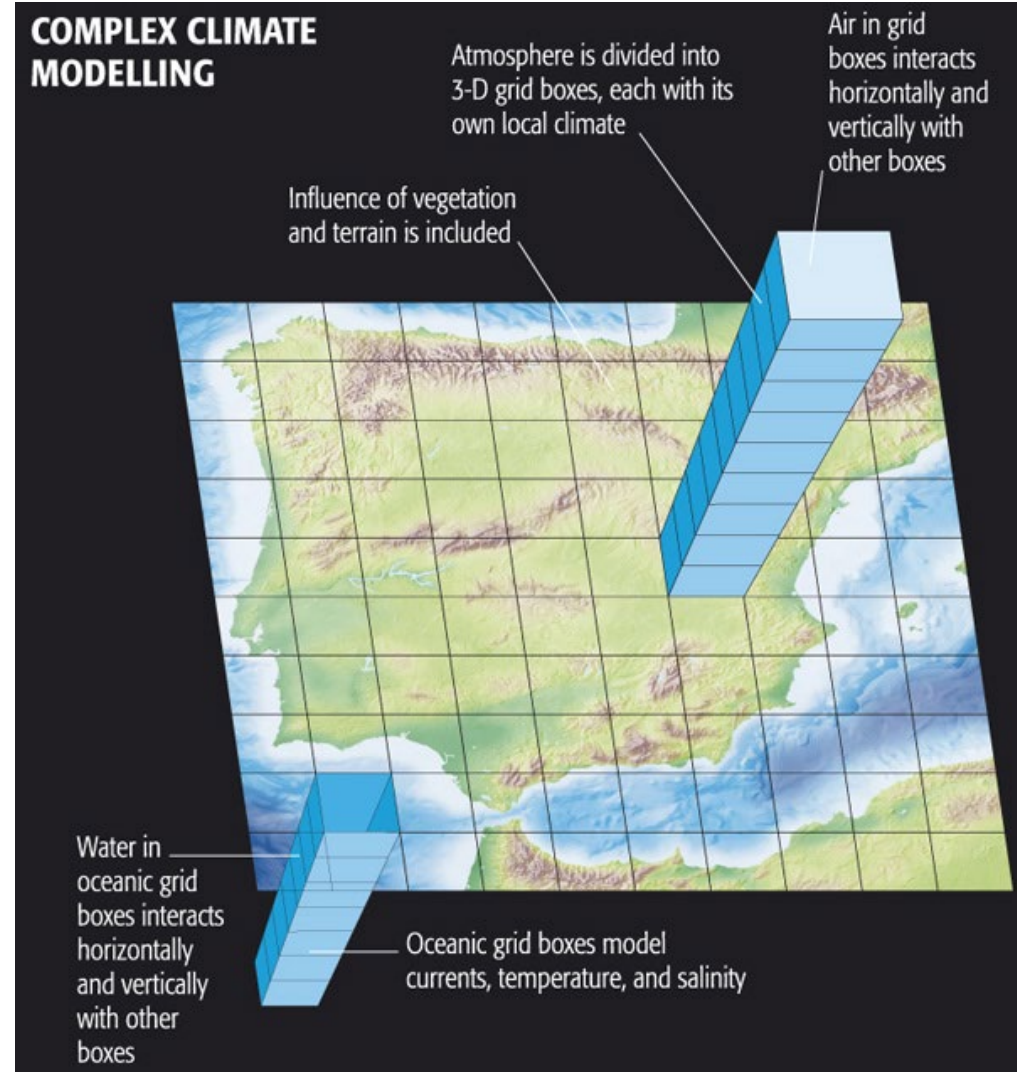 COMPLEX CLIMATE
MODELLING
Atmosphere is divided into
3-D grid boxes, each with its
own local climate
Air in grid
boxes interacts
horizontally and
vertically with
other boxes
Influence of vegetation
and terrain is included
Water in
oceanic grid
boxes interacts
horizontally
and vertically
with other
boxes
Oceanic grid boxes model
currents, temperature, and salinity